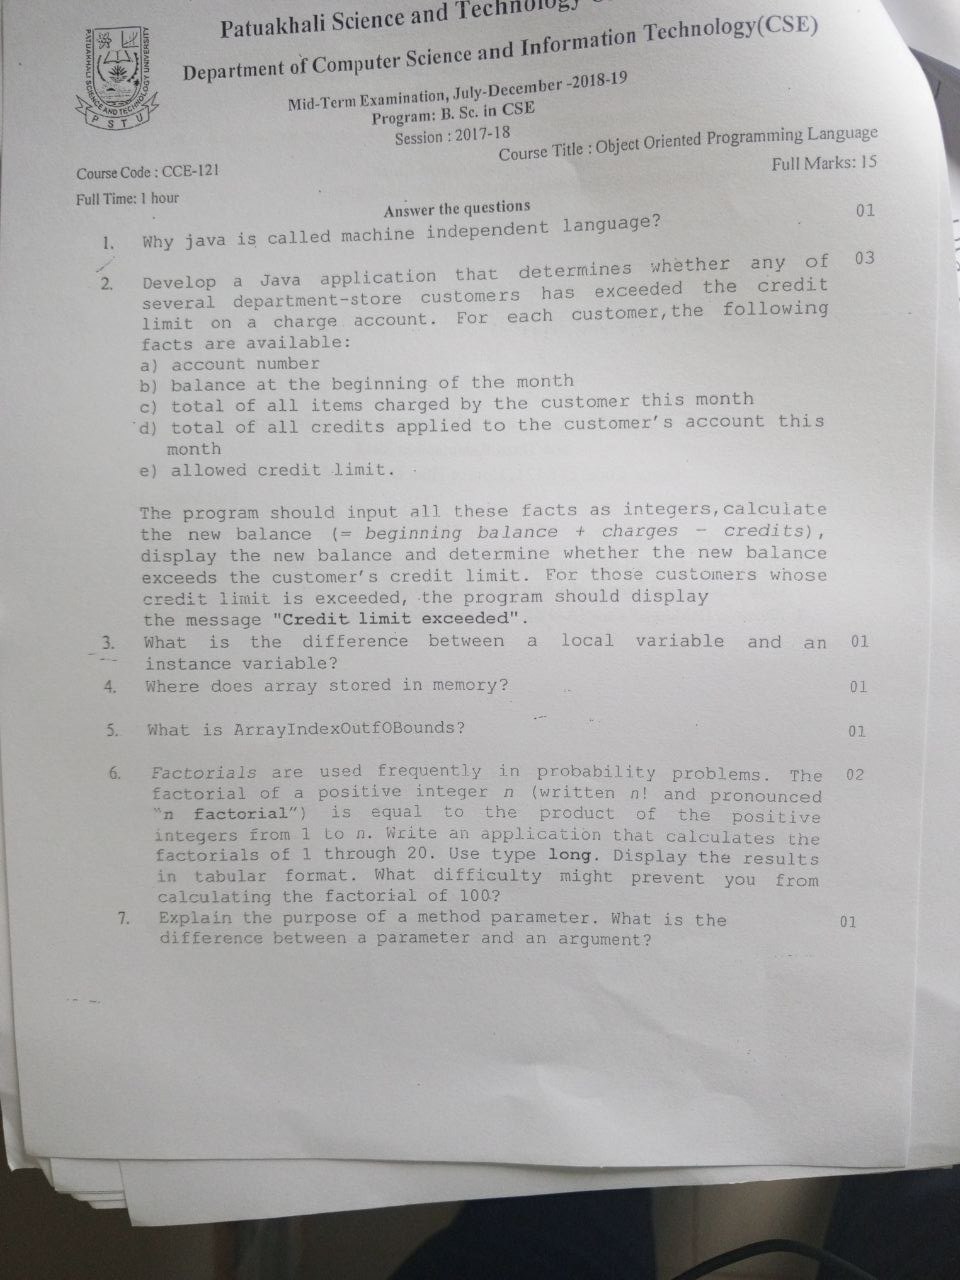 Patuakhali Science and Technology
Department of Computer Science and Information Technology(CSE)
Mid-Term Examination, July-December -2018-19
Program: B. Sc. in CSE
Session : 2017-18
Course Code : CCE-121
Course Title : Object Oriented Programming Language
Full Time: 1 hour
Full Marks: 15
PATUAKHALI SCIENCE AND TECHNOLOGY UNIVERSITY
P S T U
Answer the questions
1. Why java is called machine independent language? 01
2. Develop a Java application that determines whether any of 03
several department-store customers has exceeded the credit
limit on a charge account. For each customer,the following
facts are available:
a) account number
b) balance at the beginning of the month
c) total of all items charged by the customer this month
d) total of all credits applied to the customer's account this
month
e) allowed credit limit.
The program should input all these facts as integers,calculate
the new balance (= beginning balance + charges - credits),
display the new balance and determine whether the new balance
exceeds the customer's credit limit. For those customers whose
credit limit is exceeded, the program should display
the message "Credit limit exceeded".
3. What is the difference between a local variable and an 01
instance variable?
4. Where does array stored in memory? 01
5. What is ArrayIndexOutfOBounds? 01
6. Factorials are used frequently in probability problems. The 02
factorial of a positive integer n (written n! and pronounced
"n factorial") is equal to the product of the positive
integers from 1 to n. Write an application that calculates the
factorials of 1 through 20. Use type long. Display the results
in tabular format. What difficulty might prevent you from
calculating the factorial of 100?
7. Explain the purpose of a method parameter. What is the 01
difference between a parameter and an argument?